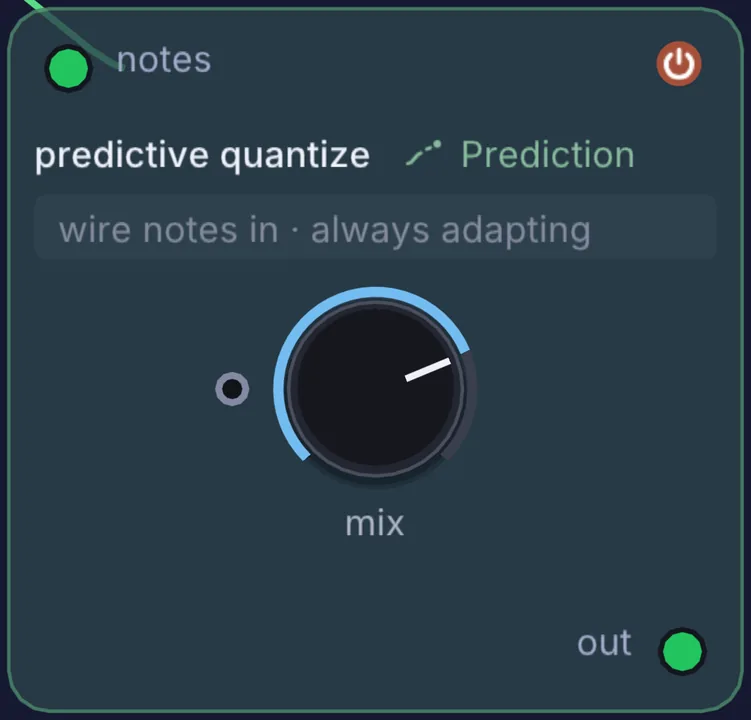 notes
predictive quantize Prediction
wire notes in · always adapting
mix
out